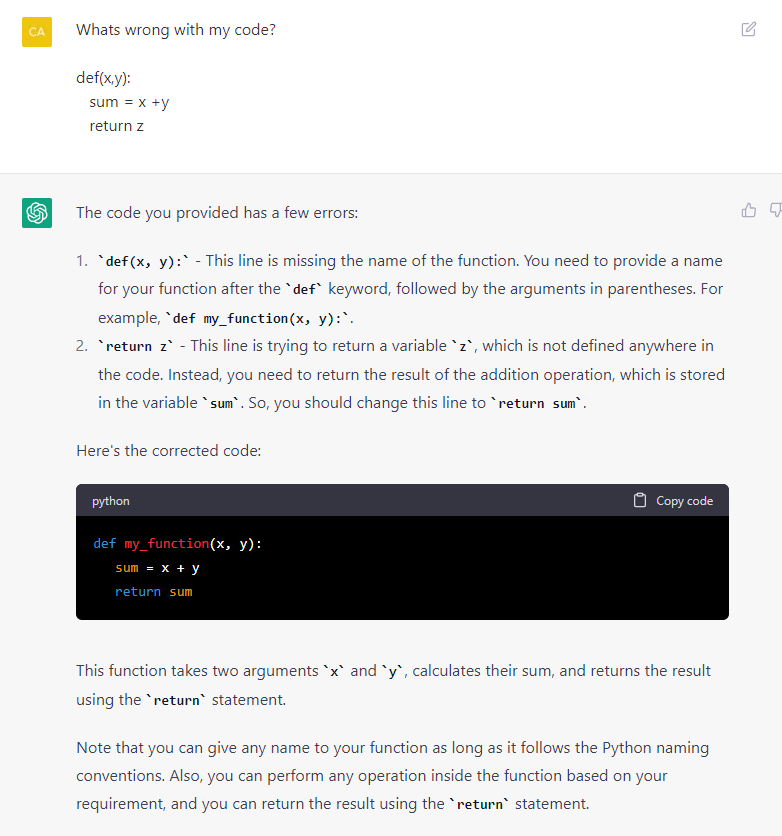 CA
Whats wrong with my code?
def(x,y):
sum = x +y
return z
The code you provided has a few errors:
1. `def(x, y):` - This line is missing the name of the function. You need to provide a name
for your function after the `def` keyword, followed by the arguments in parentheses. For
example, `def my_function(x, y):`.
2. `return z` - This line is trying to return a variable `z`, which is not defined anywhere in
the code. Instead, you need to return the result of the addition operation, which is stored
in the variable `sum`. So, you should change this line to `return sum`.
Here's the corrected code:
python
Copy code
def my_function(x, y):
sum = x + y
return sum
This function takes two arguments `x` and `y`, calculates their sum, and returns the result
using the `return` statement.
Note that you can give any name to your function as long as it follows the Python naming
conventions. Also, you can perform any operation inside the function based on your
requirement, and you can return the result using the `return` statement.